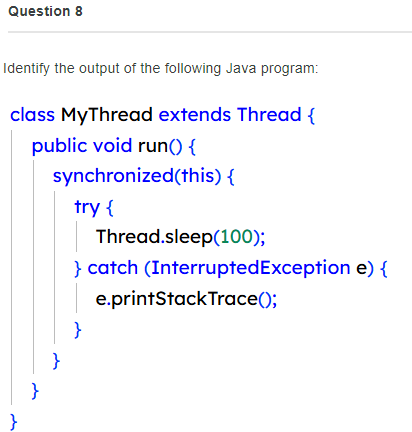 Question 8
Identify the output of the following Java program:
class MyThread extends Thread {
public void run() {
synchronized(this) {
try {
Thread.sleep(100);
} catch (InterruptedException e) {
e.printStackTrace();
}
}
}
}